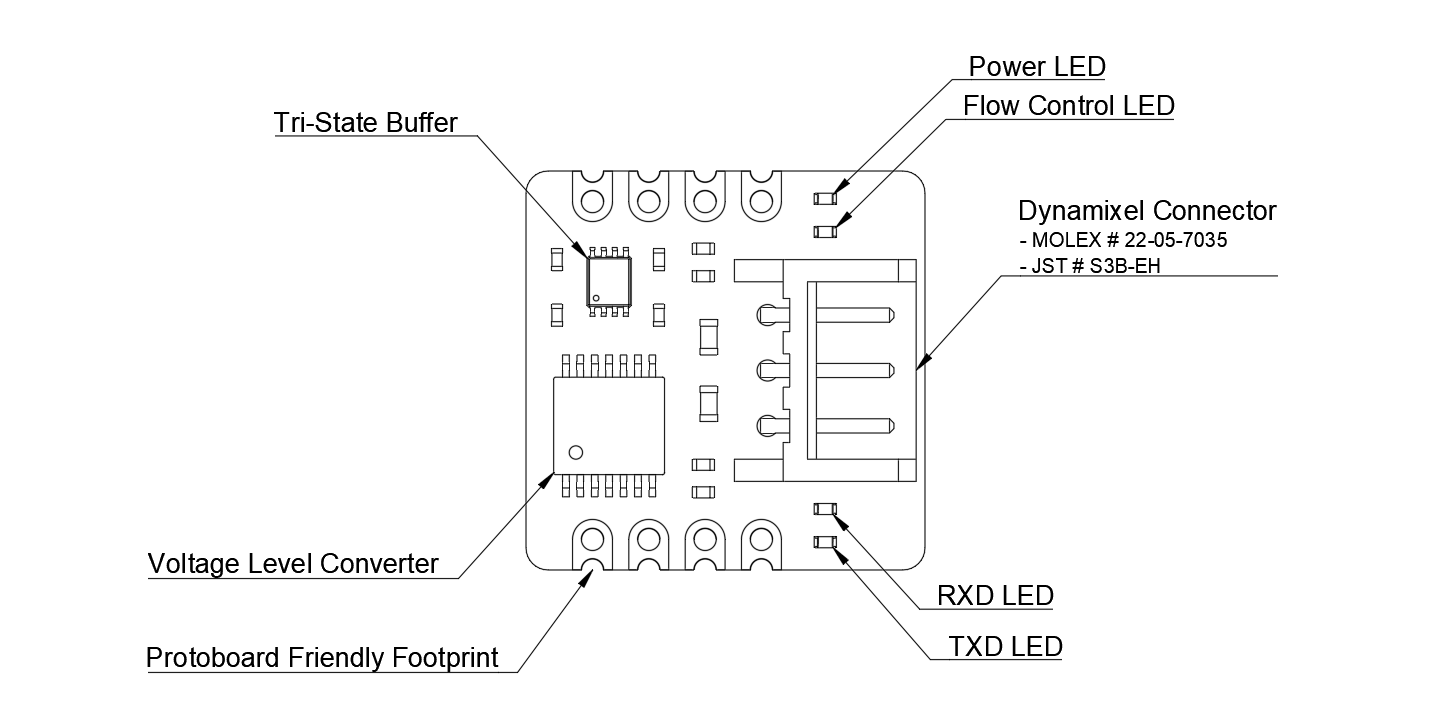 Power LED
Flow Control LED
Tri-State Buffer
Dynamixel Connector
- MOLEX # 22-05-7035
- JST # S3B-EH
Voltage Level Converter
RXD LED
TXD LED
Protoboard Friendly Footprint